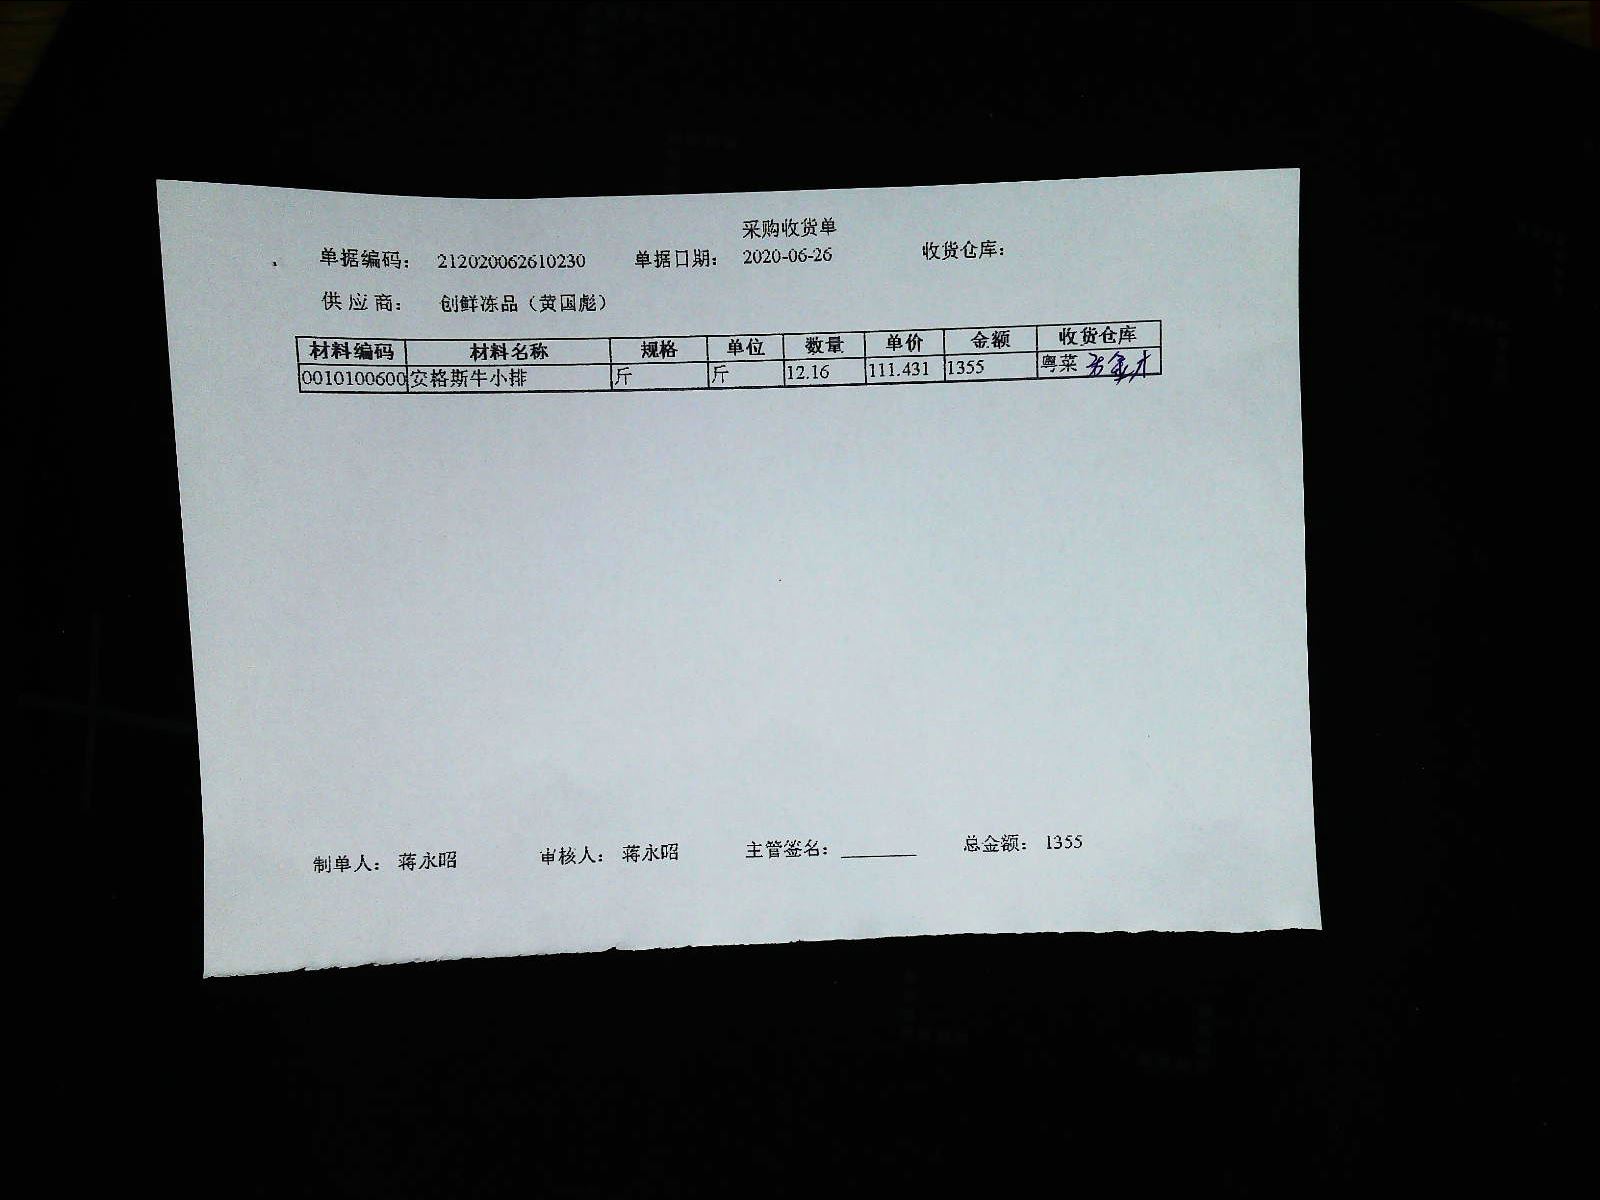 采购收货单
单据编码： 212020062610230 单据日期： 2020-06-26 收货仓库：
供应商： 创鲜冻品（黄国彪）
材料编码 材料名称 规格 单位 数量 单价 金额 收货仓库
0010100600 安格斯牛小排 斤 斤 12.16 111.431 1355 粤菜
制单人： 蒋永昭 审核人： 蒋永昭 主管签名： 总金额： 1355